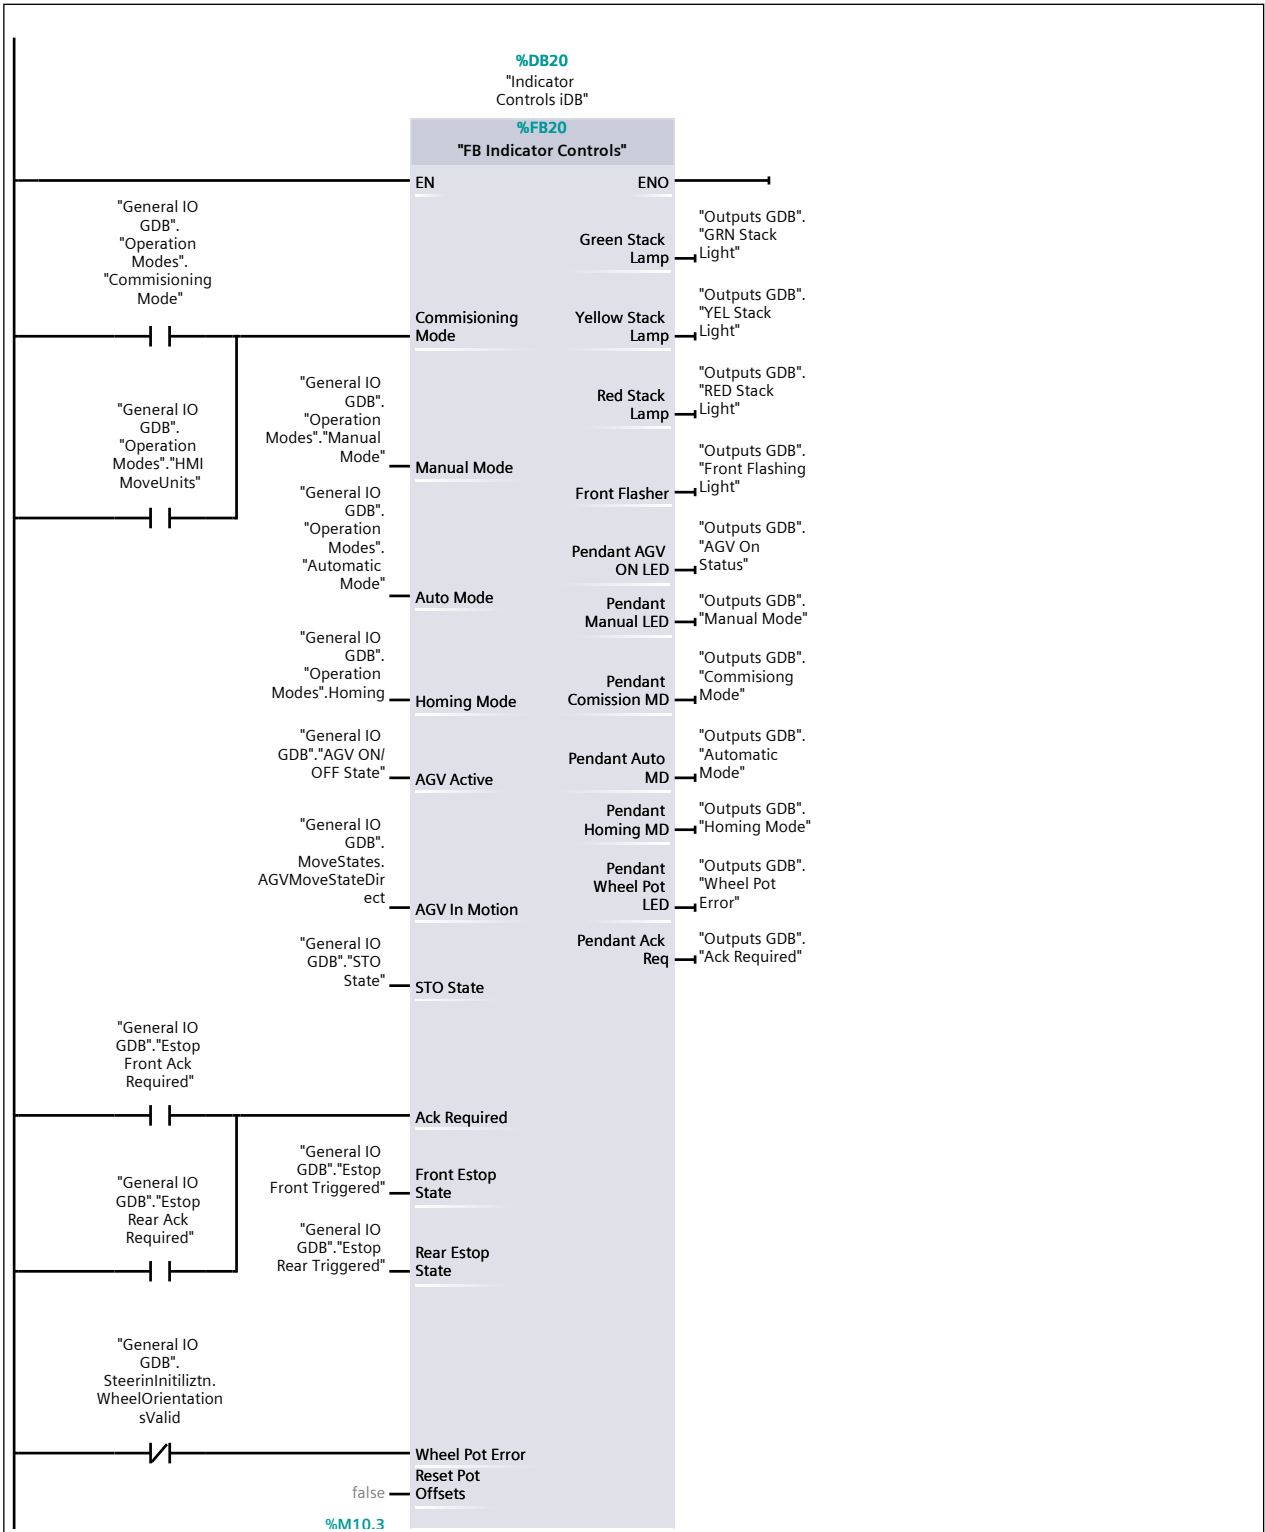 %DB20
"Indicator
Controls iDB"
%FB20
"FB Indicator Controls"
EN
ENO
"General IO
GDB".
"Operation
Modes".
"Commisioning
Mode"
Commisioning
Mode
"General IO
GDB".
"Operation
Modes"."HMI
MoveUnits"
"General IO
GDB".
"Operation
Modes"."Manual
Mode"
Manual Mode
"General IO
GDB".
"Operation
Modes".
"Automatic
Mode"
Auto Mode
"General IO
GDB".
"Operation
Modes".Homing
Homing Mode
"General IO
GDB"."AGV ON/
OFF State"
AGV Active
"General IO
GDB".
MoveStates.
AGVMoveStateDir
ect
AGV In Motion
"General IO
GDB"."STO
State"
STO State
"General IO
GDB"."Estop
Front Ack
Required"
Ack Required
"General IO
GDB"."Estop
Rear Ack
Required"
"General IO
GDB"."Estop
Front Triggered"
Front Estop
State
"General IO
GDB"."Estop
Rear Triggered"
Rear Estop
State
"General IO
GDB".
SteerinInitiliztn.
WheelOrientation
sValid
Wheel Pot Error
false
Reset Pot
Offsets
%M10.3
Green Stack
Lamp
"Outputs GDB".
"GRN Stack
Light"
Yellow Stack
Lamp
"Outputs GDB".
"YEL Stack
Light"
Red Stack
Lamp
"Outputs GDB".
"RED Stack
Light"
Front Flasher
"Outputs GDB".
"Front Flashing
Light"
Pendant AGV
ON LED
"Outputs GDB".
"AGV On
Status"
Pendant
Manual LED
"Outputs GDB".
"Manual Mode"
Pendant
Comission MD
"Outputs GDB".
"Commisiong
Mode"
Pendant Auto
MD
"Outputs GDB".
"Automatic
Mode"
Pendant
Homing MD
"Outputs GDB".
"Homing Mode"
Pendant
Wheel Pot
LED
"Outputs GDB".
"Wheel Pot
Error"
Pendant Ack
Req
"Outputs GDB".
"Ack Required"